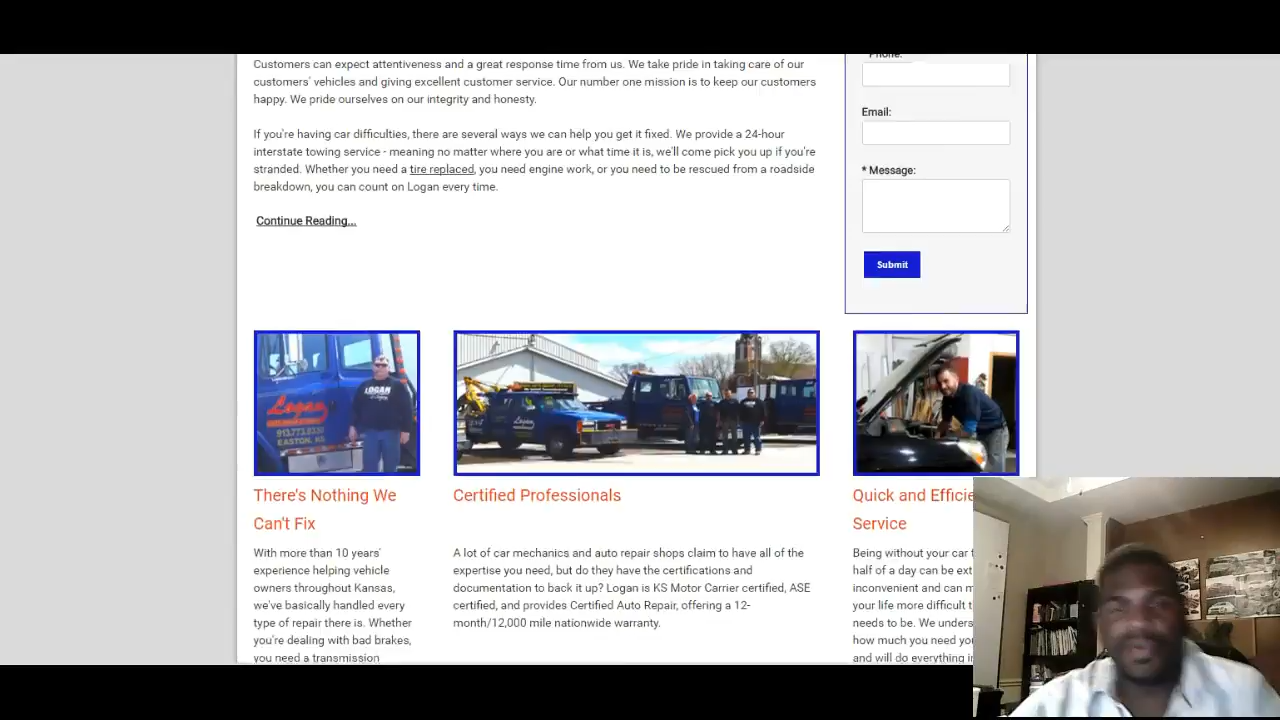 Customers can expect attentiveness and a great response time from us. We take pride in taking care of our
customers' vehicles and giving excellent customer service. Our number one mission is to keep our customers
happy. We pride ourselves on our integrity and honesty.
If you're having car difficulties, there are several ways we can help you get it fixed. We provide a 24-hour
interstate towing service - meaning no matter where you are or what time it is, we'll come pick you up if you're
stranded. Whether you need a tire replaced, you need engine work, or you need to be rescued from a roadside
breakdown, you can count on Logan every time.
Continue Reading...
Phone:
Email:
* Message:
Submit
Logan
EASTON, KS
LOGAN
Logan
There's Nothing We
Can't Fix
With more than 10 years'
experience helping vehicle
owners throughout Kansas,
we've basically handled every
type of repair there is. Whether
you're dealing with bad brakes,
you need a transmission
Certified Professionals
A lot of car mechanics and auto repair shops claim to have all of the
expertise you need, but do they have the certifications and
documentation to back it up? Logan is KS Motor Carrier certified, ASE
certified, and provides Certified Auto Repair, offering a 12-
month/12,000 mile nationwide warranty.
Quick and Efficie
Service
Being without your car
half of a day can be ext
inconvenient and can m
your life more difficult t
needs to be. We unders
how much you need you
and will do everything in